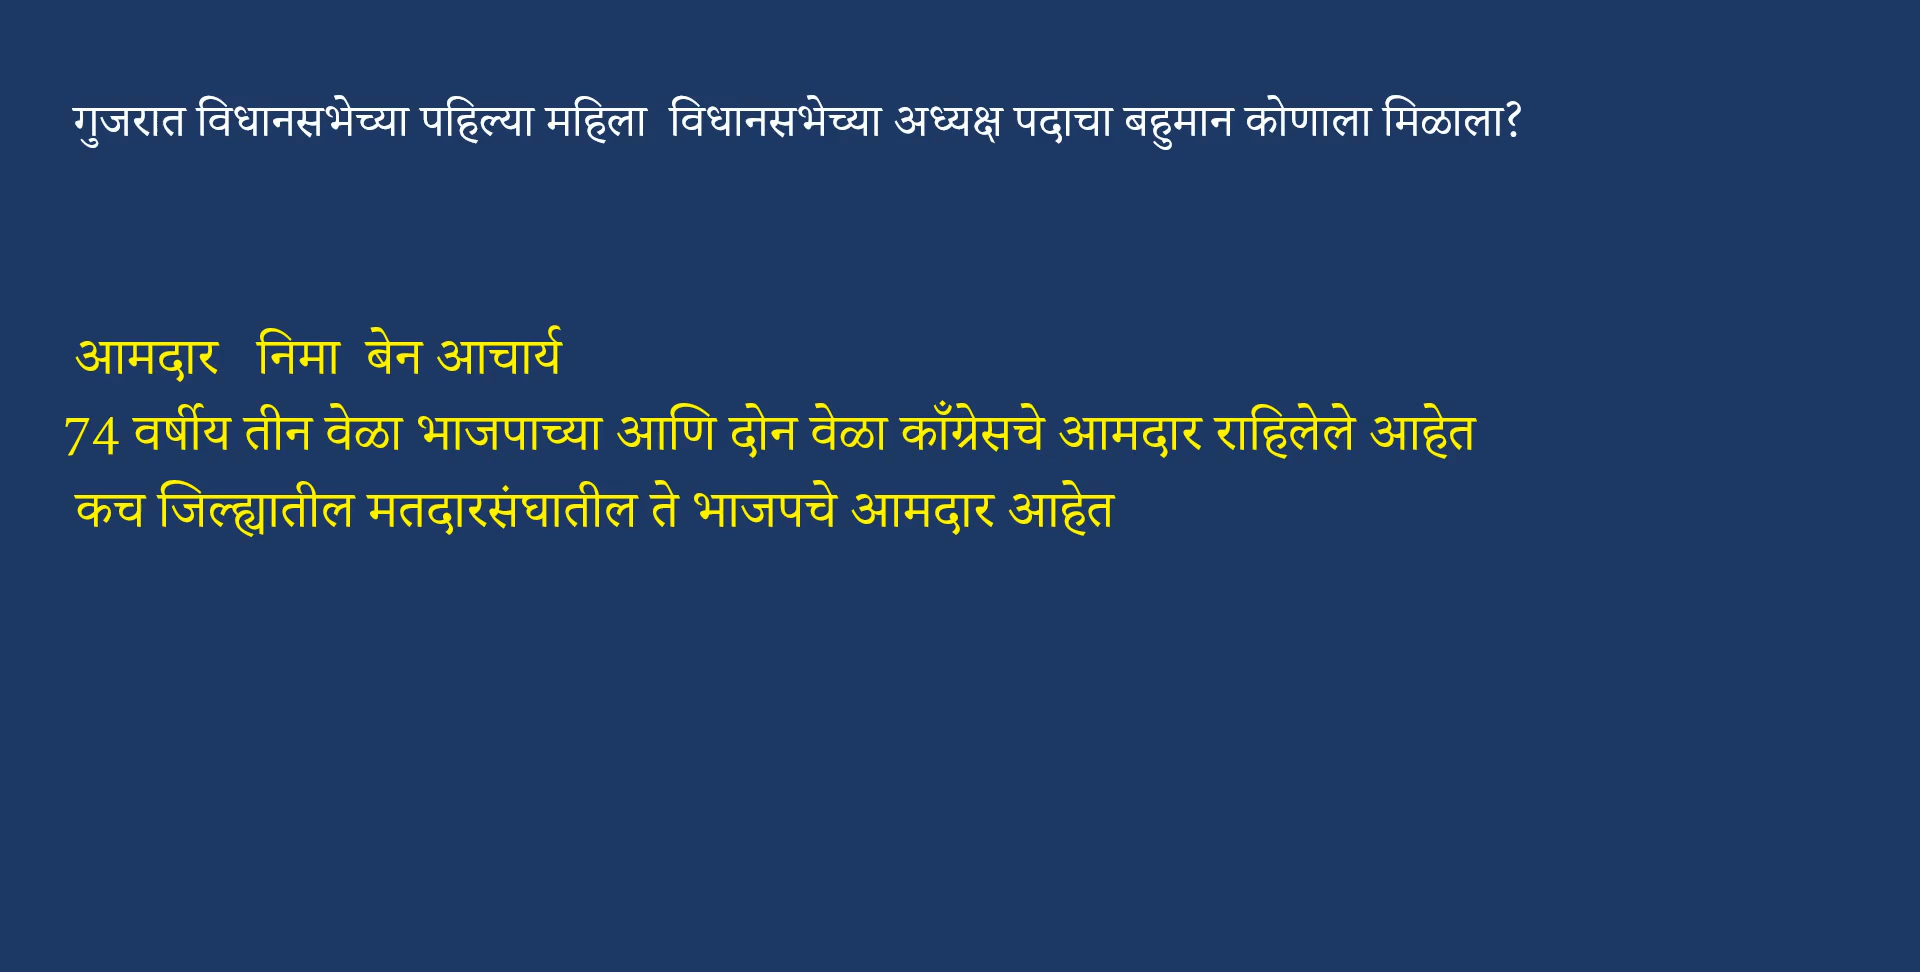 गुजरात विधानसभेच्या पहिल्या महिला विधानसभेच्या अध्यक्ष पदाचा बहुमान कोणाला मिळाला?
आमदार निमा बेन आचार्य
74 वर्षीय तीन वेळा भाजपाच्या आणि दोन वेळा काँग्रेसचे आमदार राहिलेले आहेत
कच जिल्ह्यातील मतदारसंघातील ते भाजपचे आमदार आहेत